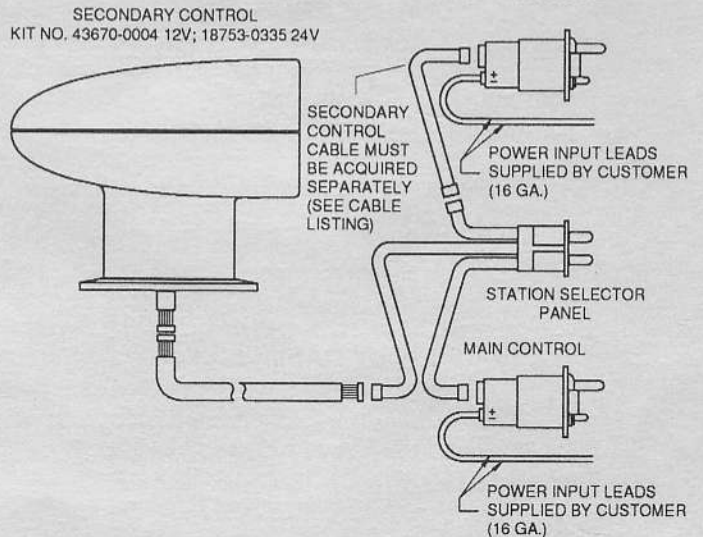 SECONDARY CONTROL
KIT NO. 43670-0004 12V; 18753-0335 24V
SECONDARY
CONTROL
CABLE MUST
BE ACQUIRED
SEPARATELY
(SEE CABLE
LISTING)
±
POWER INPUT LEADS
SUPPLIED BY CUSTOMER
(16 GA.)
STATION SELECTOR
PANEL
MAIN CONTROL
±
POWER INPUT LEADS
SUPPLIED BY CUSTOMER
(16 GA.)